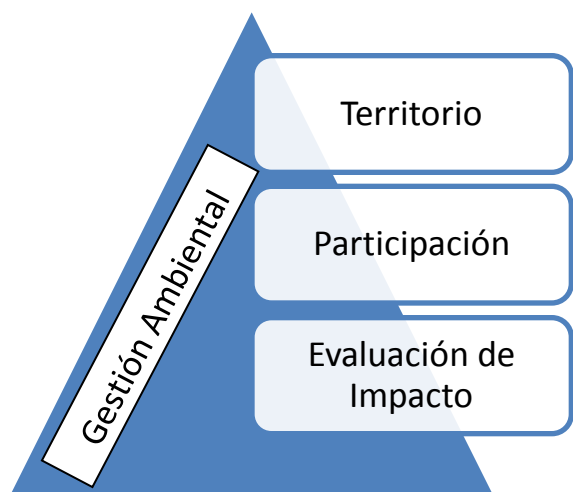 Territorio
Participación
Evaluación de
Impacto
Gestión Ambiental